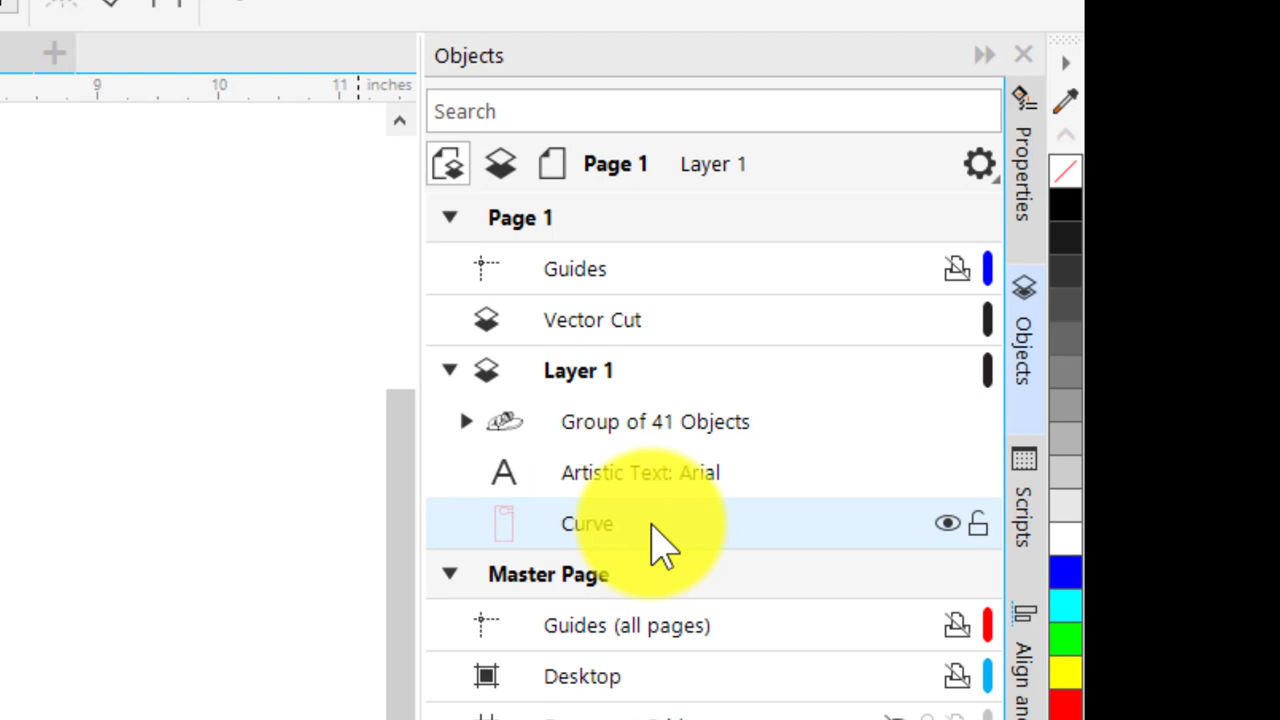 Objects
9 10 11 inches
Search
Page 1 Layer 1
Page 1
Guides
Vector Cut
Layer 1
Group of 41 Objects
A Artistic Text: Arial
Curve
Master Page
Guides (all pages)
Desktop
Properties
Objects
Scripts
Align and